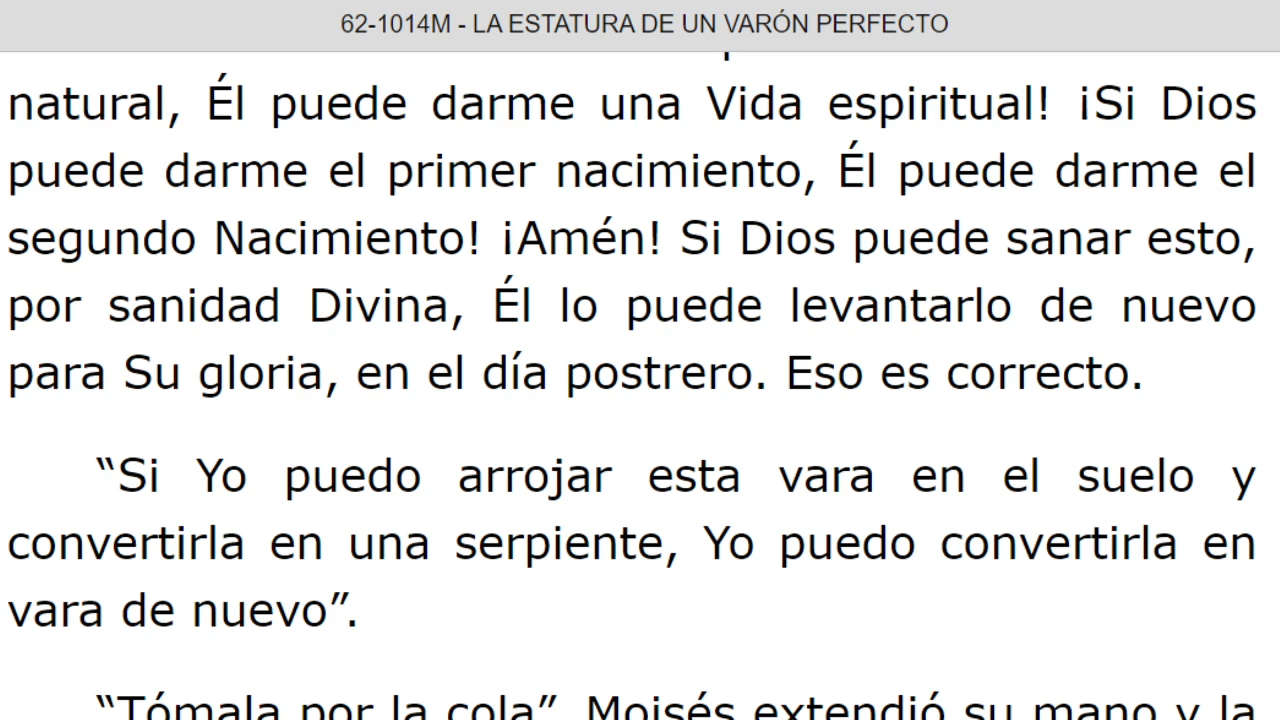 62-1014M - LA ESTATURA DE UN VARÓN PERFECTO
natural, Él puede darme una Vida espiritual! ¡Si Dios
puede darme el primer nacimiento, Él puede darme el
segundo Nacimiento! ¡Amén! Si Dios puede sanar esto,
por sanidad Divina, Él lo puede levantarlo de nuevo
para Su gloria, en el día postrero. Eso es correcto.
“Si Yo puedo arrojar esta vara en el suelo y
convertirla en una serpiente, Yo puedo convertirla en
vara de nuevo”.
“Tómala por la cola”. Moisés extendió su mano y la